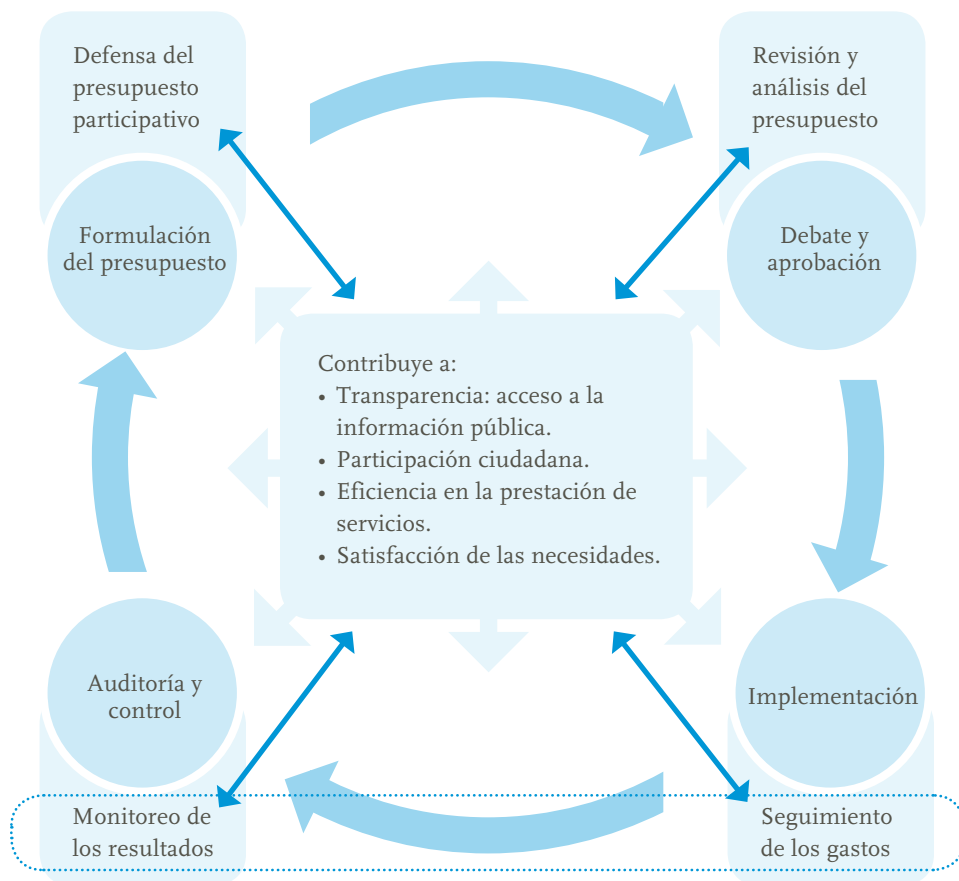 Defensa del
presupuesto
participativo
Formulación
del presupuesto
Revisión y
análisis del
presupuesto
Debate y
aprobación
Contribuye a:
• Transparencia: acceso a la
información pública.
• Participación ciudadana.
• Eficiencia en la prestación de
servicios.
• Satisfacción de las necesidades.
Auditoría y
control
Monitoreo de
los resultados
Implementación
Seguimiento
de los gastos